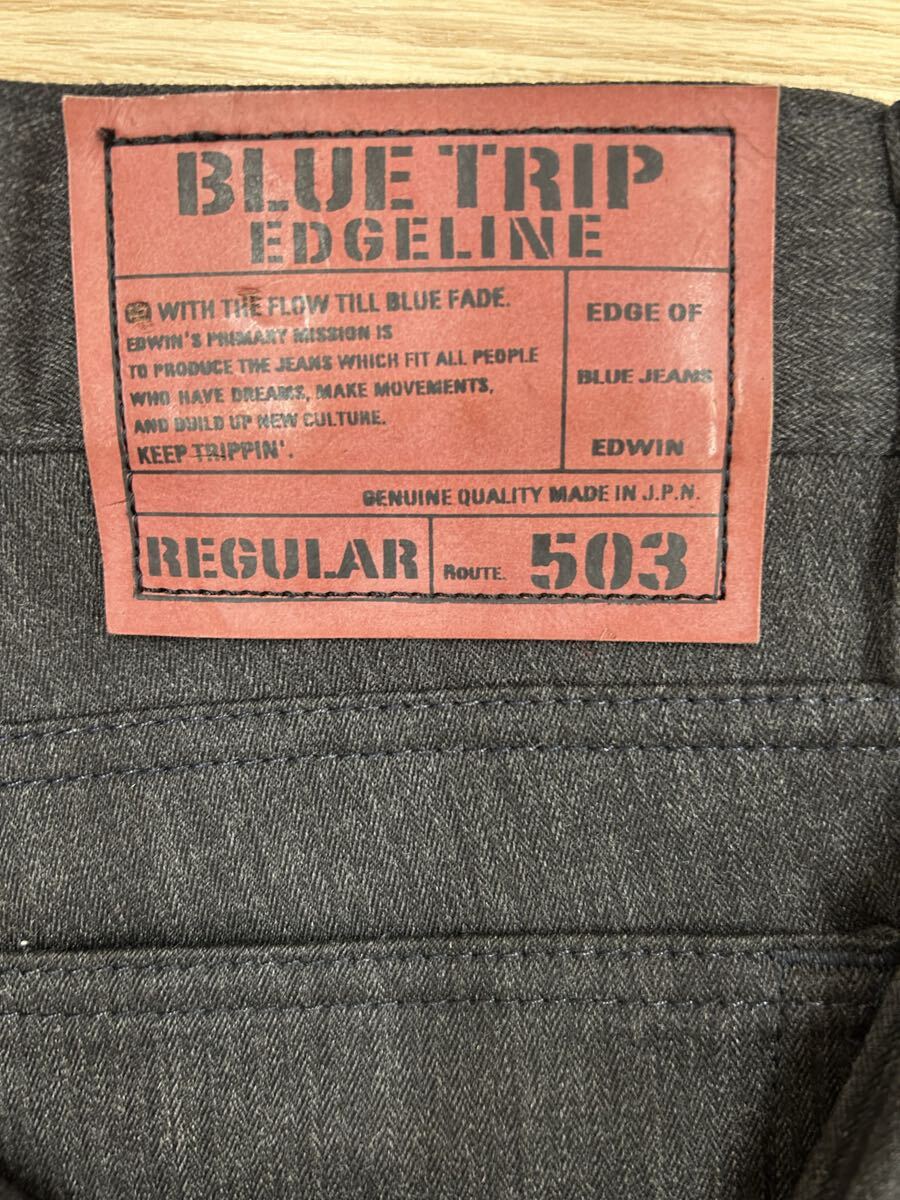 BLUE TRIP
EDGELINE
WITH THE FLOW TILL BLUE FADE.
EDWIN'S PRIMARY MISSION IS
TO PRODUCE THE JEANS WHICH FIT ALL PEOPLE
WHO HAVE DREAMS, MAKE MOVEMENTS,
AND BUILD UP NEW CULTURE.
KEEP TRIPPIN'.
EDGE OF
BLUE JEANS
EDWIN
GENUINE QUALITY MADE IN J.P.N.
REGULAR
ROUTE. 503